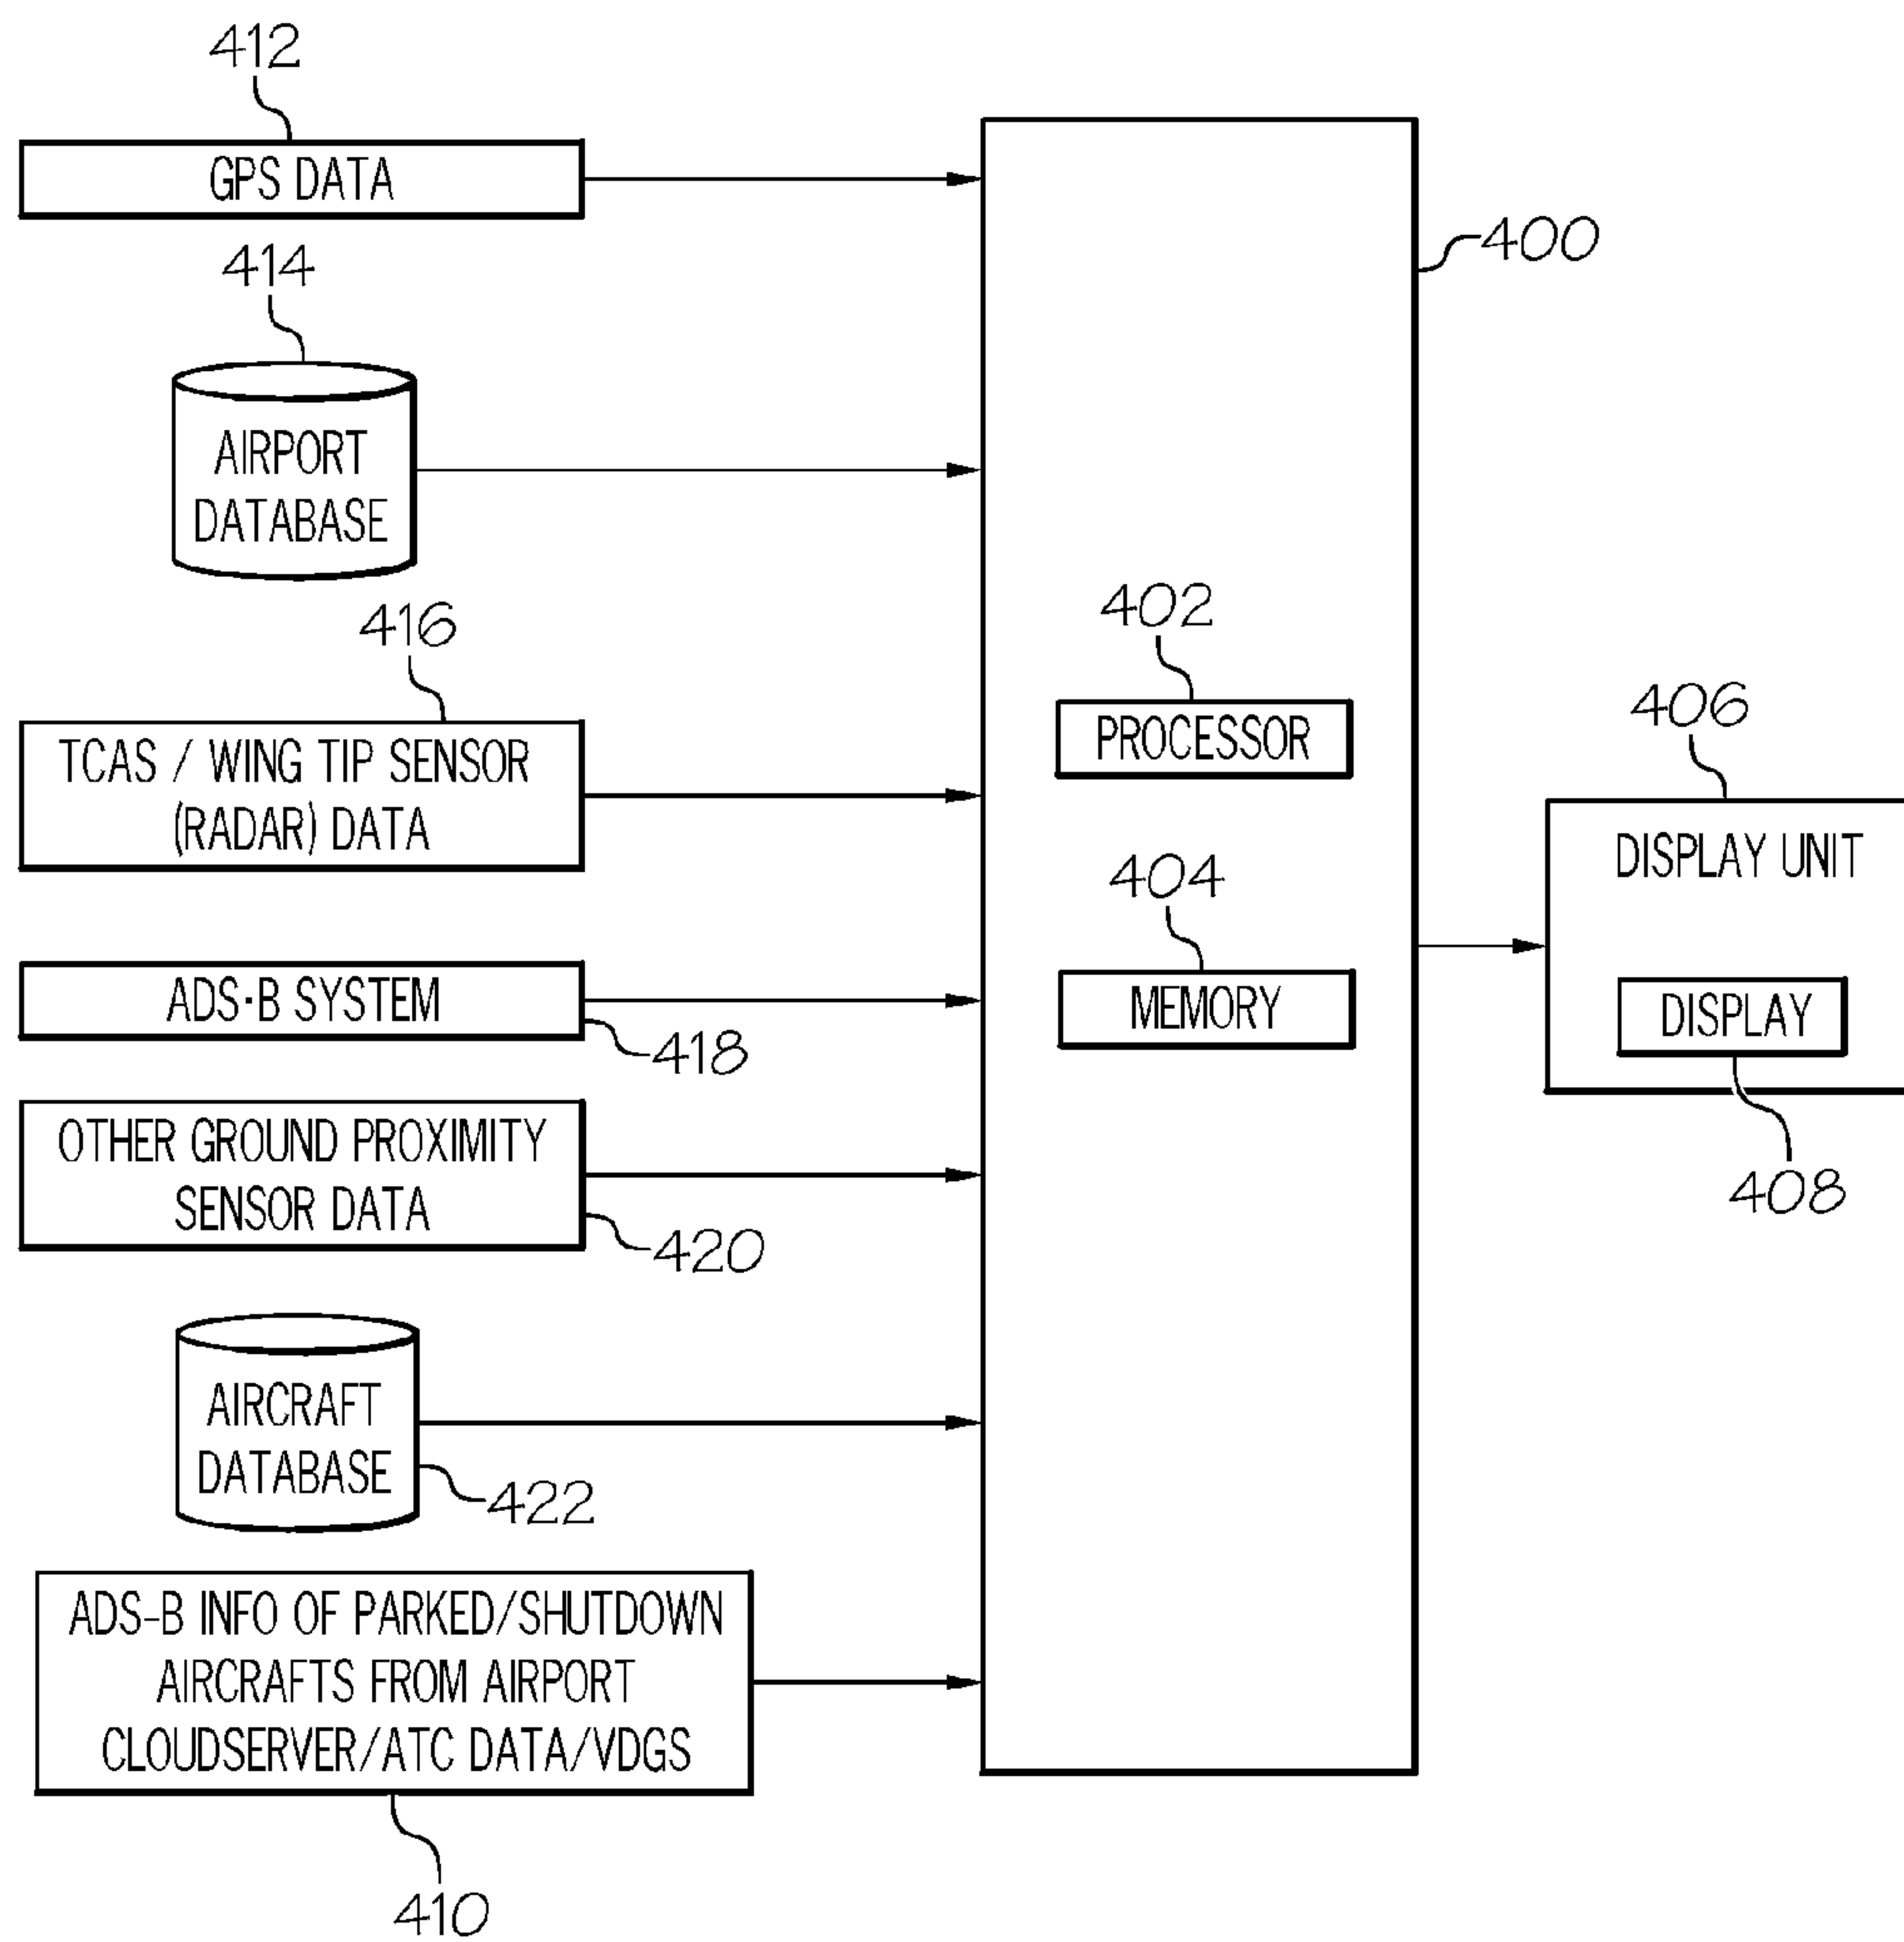 412
GPS DATA
414
AIRPORT
DATABASE
416
TCAS / WING TIP SENSOR
(RADAR) DATA
ADS-B SYSTEM
418
OTHER GROUND PROXIMITY
SENSOR DATA
420
AIRCRAFT
DATABASE
422
ADS-B INFO OF PARKED/SHUTDOWN
AIRCRAFTS FROM AIRPORT
CLOUDSERVER/ATC DATA/VDGS
410
400
402
PROCESSOR
404
MEMORY
406
DISPLAY UNIT
DISPLAY
408